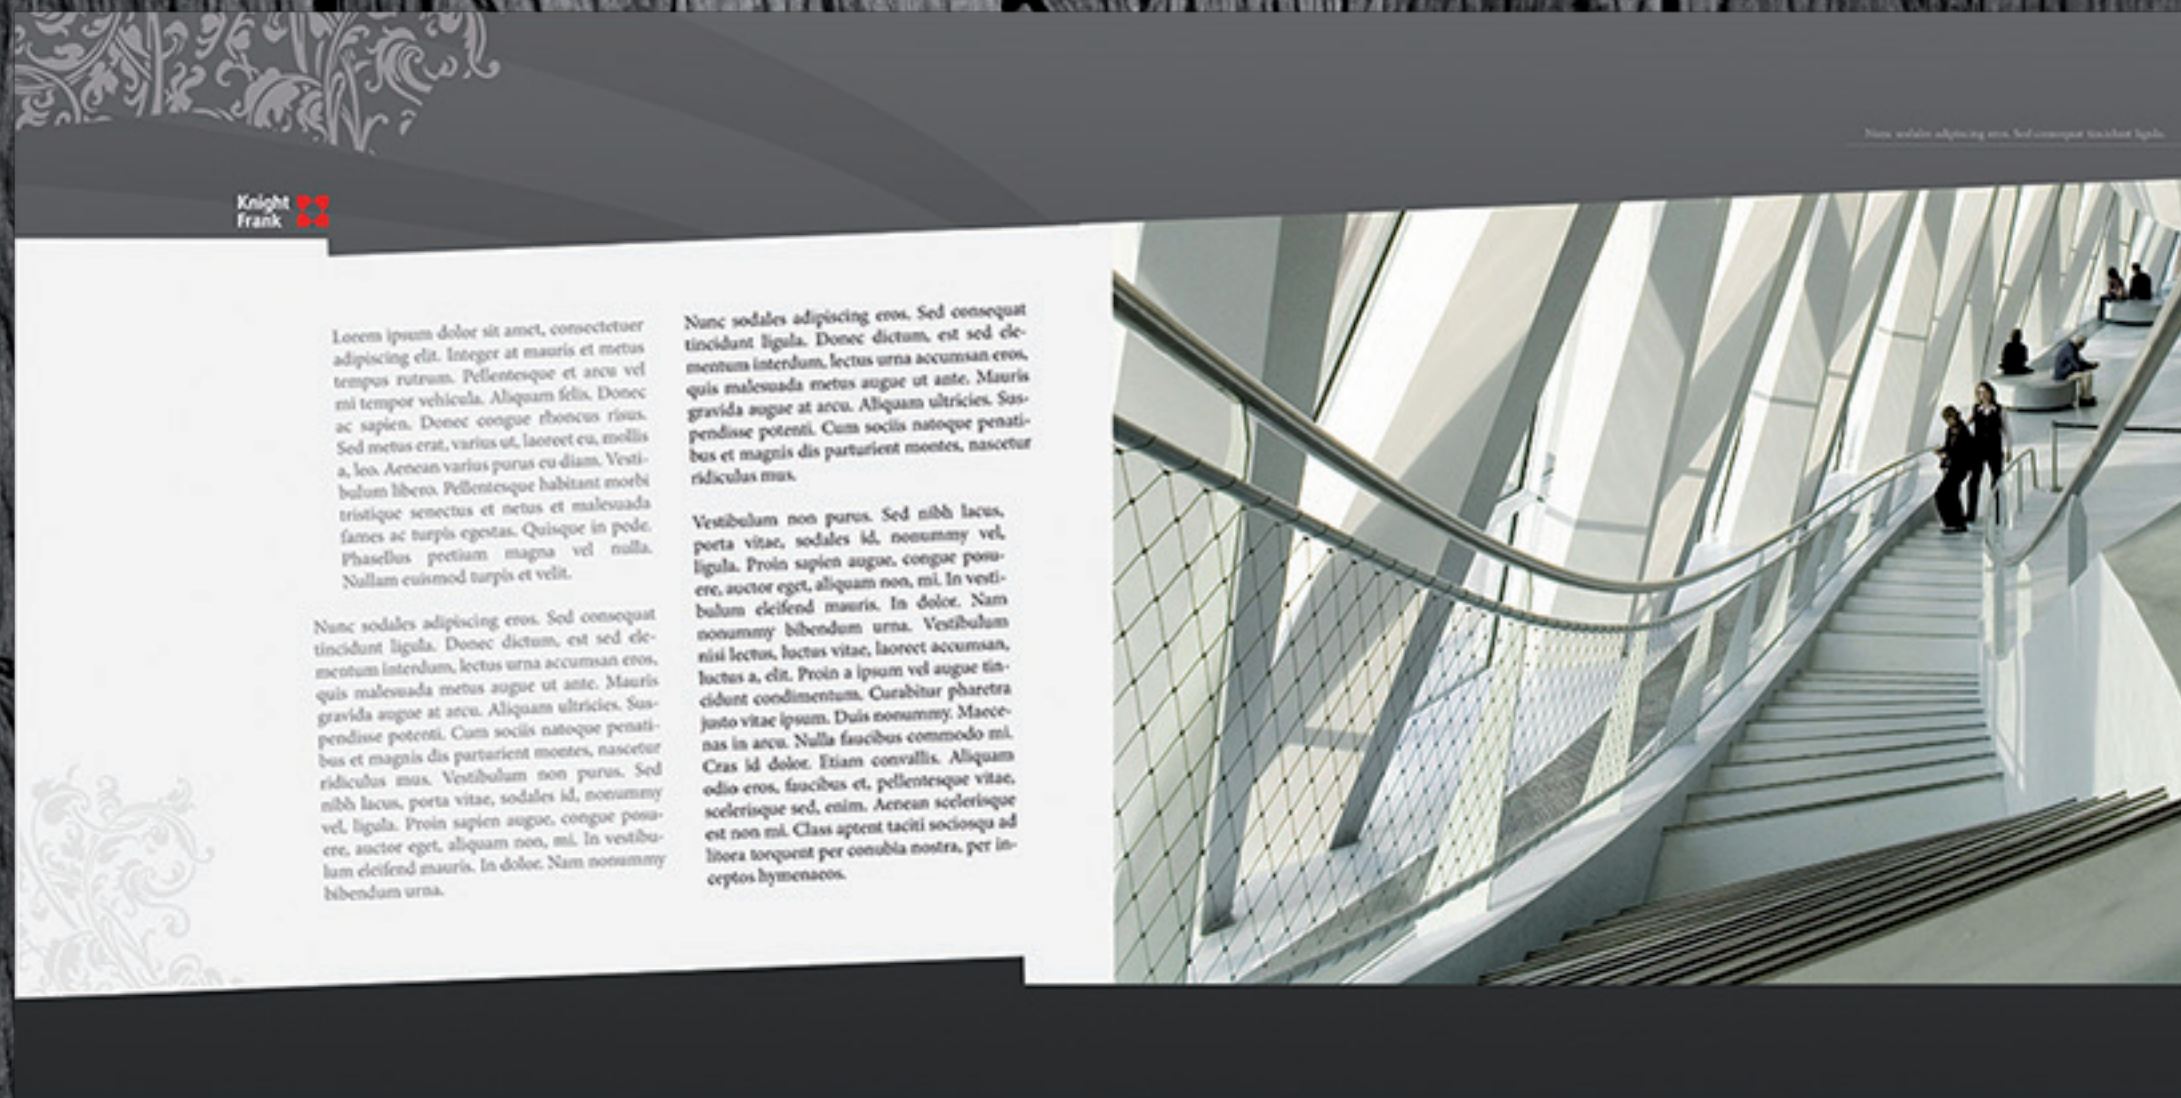 Nunc sodales adipiscing eros. Sed consequat tincidunt ligula.
Knight
Frank
Lorem ipsum dolor sit amet, consectetuer
adipiscing elit. Integer at mauris et metus
tempus rutrum. Pellentesque et arcu vel
mi tempor vehicula. Aliquam felis. Donec
ac sapien. Donec congue rhoncus risus.
Sed metus erat, varius ut, laoreet eu, mollis
a, leo. Aenean varius purus eu diam. Vesti-
bulum libero. Pellentesque habitant morbi
tristique senectus et netus et malesuada
fames ac turpis egestas. Quisque in pede.
Phasellus pretium magna vel nulla.
Nullam euismod turpis et velit.
Nunc sodales adipiscing eros. Sed consequat
tincidunt ligula. Donec dictum, est sed ele-
mentum interdum, lectus urna accumsan eros,
quis malesuada metus augue ut ante. Mauris
gravida augue at arcu. Aliquam ultricies. Sus-
pendisse potenti. Cum sociis natoque penati-
bus et magnis dis parturient montes, nascetur
ridiculus mus. Vestibulum non purus. Sed
nibh lacus, porta vitae, sodales id, nonummy
vel, ligula. Proin sapien augue, congue posu-
ere, auctor eget, aliquam non, mi. In vestibu-
lum eleifend mauris. In dolor. Nam nonummy
bibendum urna.
Nunc sodales adipiscing eros. Sed consequat
tincidunt ligula. Donec dictum, est sed ele-
mentum interdum, lectus urna accumsan eros,
quis malesuada metus augue ut ante. Mauris
gravida augue at arcu. Aliquam ultricies. Sus-
pendisse potenti. Cum sociis natoque penati-
bus et magnis dis parturient montes, nascetur
ridiculus mus.
Vestibulum non purus. Sed nibh lacus,
porta vitae, sodales id, nonummy vel,
ligula. Proin sapien augue, congue posu-
ere, auctor eget, aliquam non, mi. In vesti-
bulum eleifend mauris. In dolor. Nam
nonummy bibendum urna. Vestibulum
nisi lectus, luctus vitae, laoreet accumsan,
luctus a, elit. Proin a ipsum vel augue tin-
cidunt condimentum. Curabitur pharetra
justo vitae ipsum. Duis nonummy. Maece-
nas in arcu. Nulla faucibus commodo mi.
Cras id dolor. Etiam convallis. Aliquam
odio eros, faucibus et, pellentesque vitae,
scelerisque sed, enim. Aenean scelerisque
est non mi. Class aptent taciti sociosqu ad
litora torquent per conubia nostra, per in-
ceptos hymenaeos.